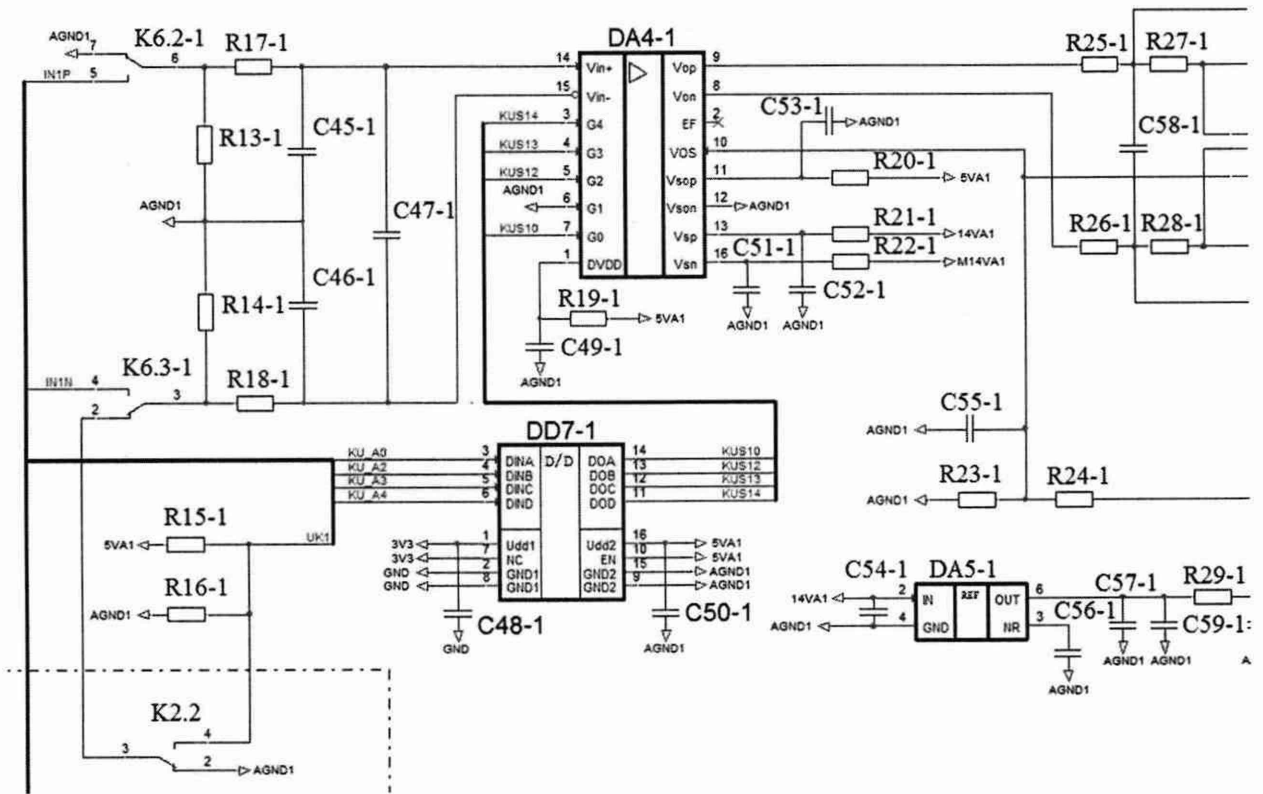 AGND1 7 K6.2-1 R17-1 DA4-1
6
IN1P 5
14 Vin+ Vop 9 R25-1 R27-1
15 Vin- Von 8
KUS14 3 G4 EF 2 C53-1 AGND1
R13-1 C45-1 C58-1
KUS13 4 G3 VOS 10
KUS12 5 G2 Vsop 11 R20-1 5VA1
AGND1 6 G1 Vson 12 AGND1
AGND1 C47-1
KUS10 7 G0 Vsp 13 R21-1 14VA1 R26-1 R28-1
1 DVDD Vsn 16 C51-1 R22-1 M14VA1
R14-1 C46-1 R19-1 5VA1 C52-1
AGND1 AGND1
C49-1
AGND1
K6.3-1 R18-1
IN1N 4
3
2
C55-1
AGND1
DD7-1
KU_A0 3 DINA D/D DOA 14 KUS10
KU_A2 4 DINB DOB 13 KUS12
KU_A3 5 DINC DOC 12 KUS13
KU_A4 6 DIND DOD 11 KUS14
R23-1 R24-1
AGND1
R15-1
5VA1 UK1
3V3 1 Udd1 Udd2 16 5VA1
3V3 7 NC EN 10 5VA1
GND 2 GND1 GND2 15 AGND1
GND 8 GND1 GND2 9 AGND1
R16-1
AGND1
C48-1
GND
C50-1
AGND1
C54-1 DA5-1 C57-1 R29-1
14VA1 2 IN REF OUT 6
C56-1
AGND1 4 GND NR 3 C59-1
AGND1 AGND1
AGND1
A
K2.2
4
3
2 AGND1